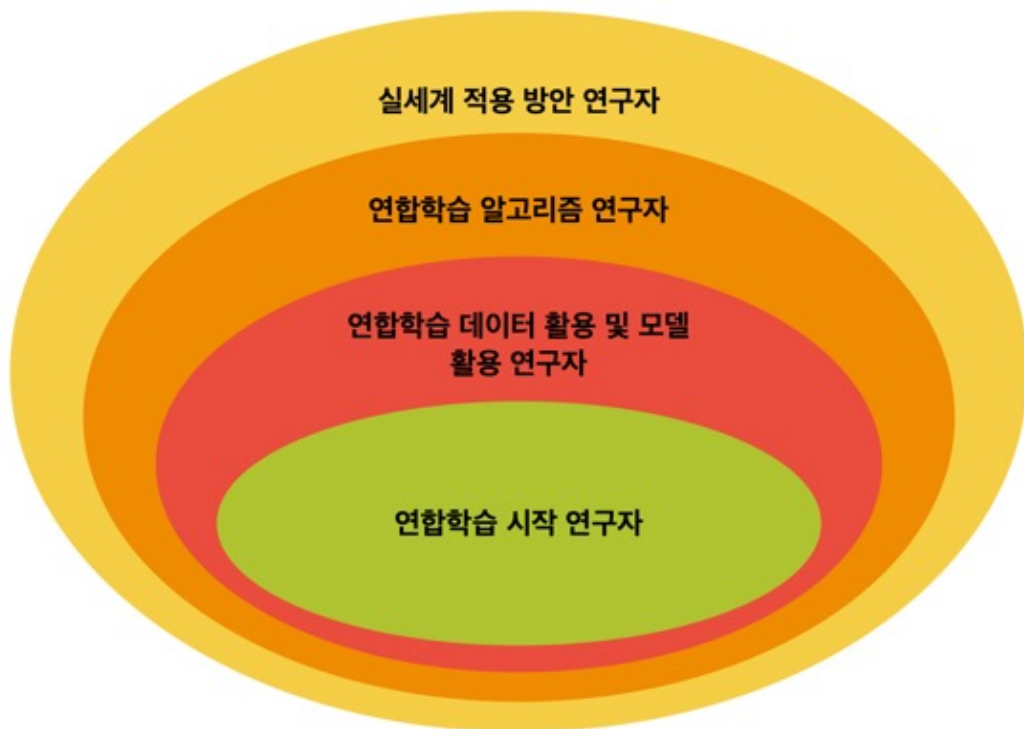 실세계 적용 방안 연구자
연합학습 알고리즘 연구자
연합학습 데이터 활용 및 모델
활용 연구자
연합학습 시작 연구자